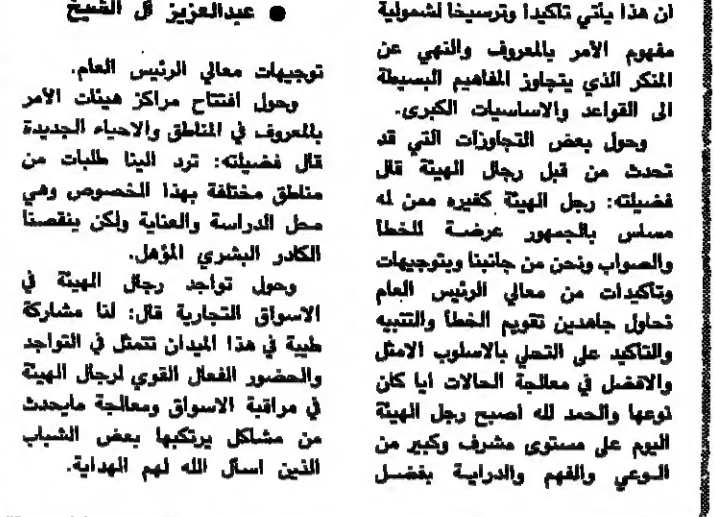 ان هذا يأتي تأكيداً وترسيخاً لشمولية
مفهوم الأمر بالمعروف والنهي عن
المنكر الذي يتجاوز المفاهيم البسيطة
الى القواعد والاساسيات الكبرى.
وحول بعض التجاوزات التي قد
تحدث من قبل رجال الهيئة قال
فضيلته: رجل الهيئة كغيره ممن له
مساس بالجمهور عرضة للخطأ
والصواب ونحن من جانبنا وبتوجيهات
وتأكيدات من معالي الرئيس العام
نحاول جاهدين تقويم الخطأ والتنبيه
والتاكيد على التحلي بالاسلوب الامثل
والافضل في معالجة الحالات ايا كان
نوعها والحمد لله اصبح رجل الهيئة
اليوم على مستوى مشرف وكبير من
الوعي والفهم والدراية بفضل
● عبدالعزيز آل الشيخ
توجيهات معالي الرئيس العام.
وحول افتتاح مراكز هيئات الأمر
بالمعروف في المناطق والاحياء الجديدة
قال فضيلته: ترد الينا طلبات من
مناطق مختلفة بهذا الخصوص وهي
محل الدراسة والعناية ولكن ينقصنا
الكادر البشري المؤهل.
وحول تواجد رجال الهيئة في
الاسواق التجارية قال: لنا مشاركة
طيبة في هذا الميدان تتمثل في التواجد
والحضور الفعال القوي لرجال الهيئة
في مراقبة الاسواق ومعالجة مايحدث
من مشاكل يرتكبها بعض الشباب
الذين اسأل الله لهم الهداية.